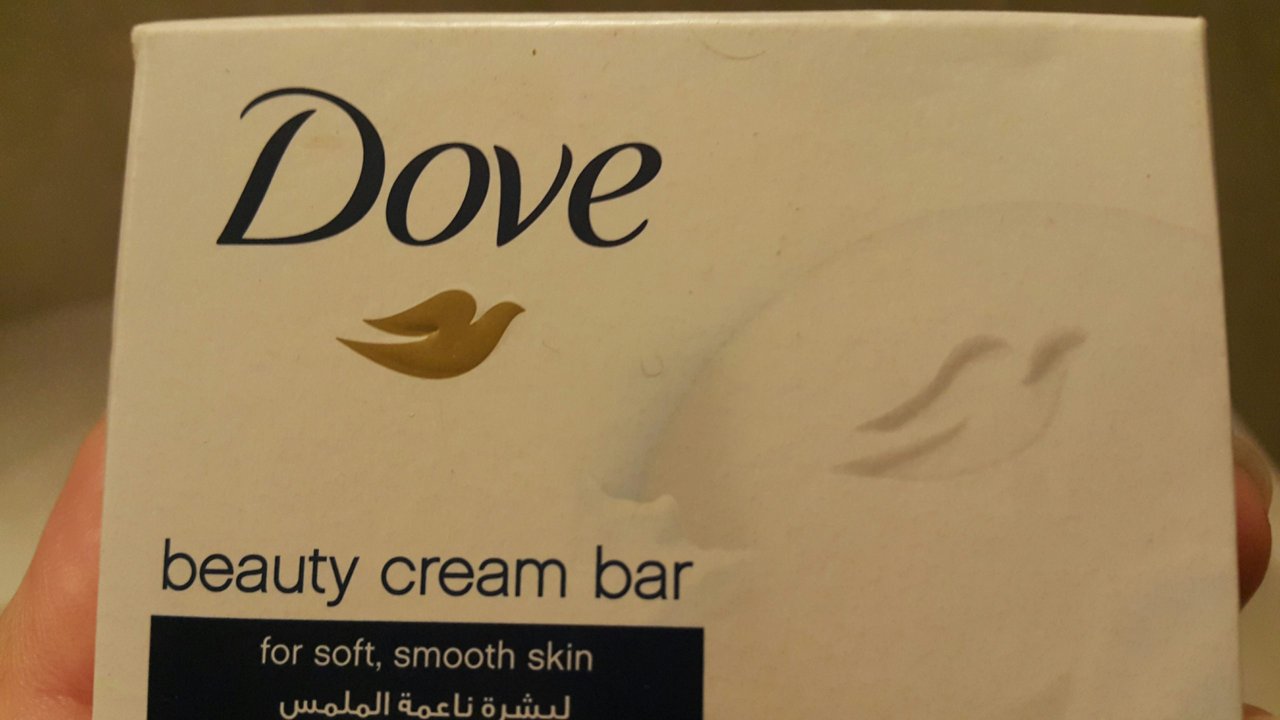 Dove
beauty cream bar
for soft, smooth skin
لبشرة ناعمة الملمس